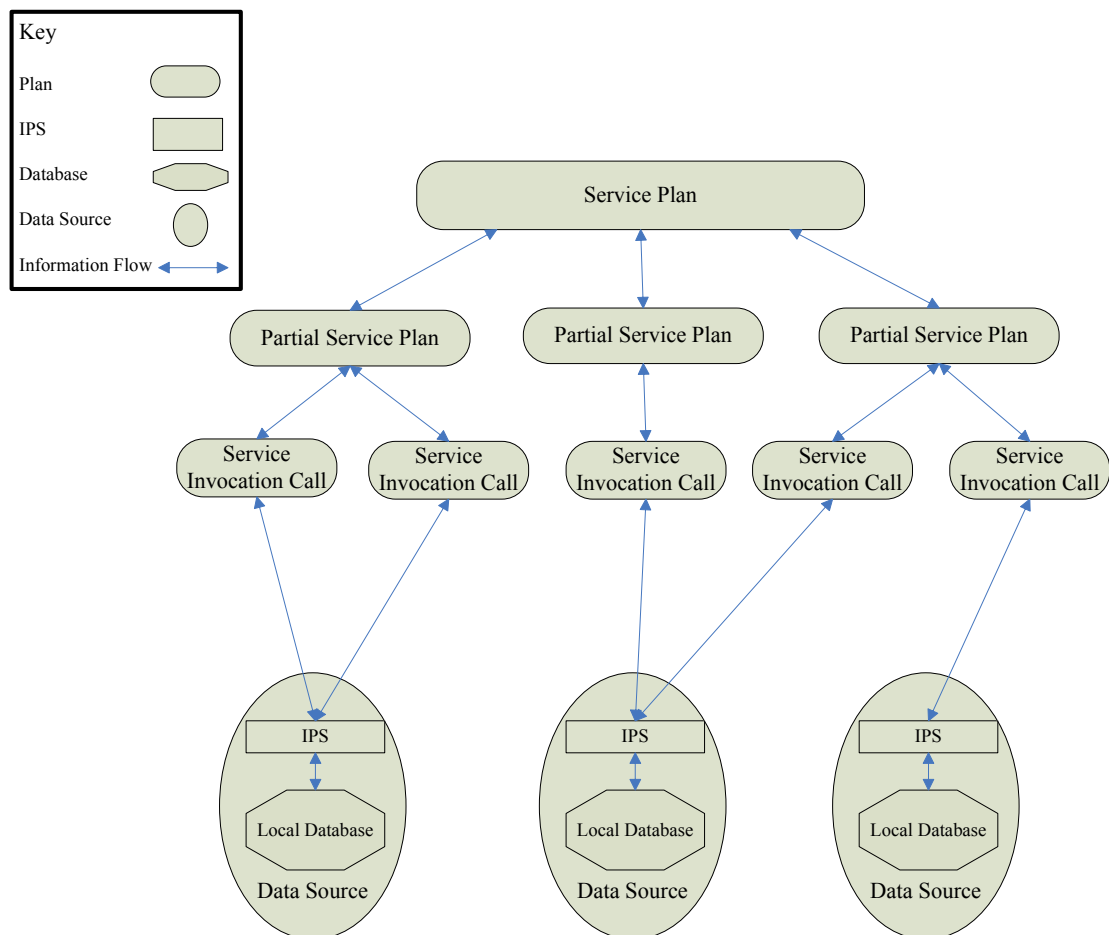 Key
Plan
IPS
Database
Data Source
Information Flow
Service Plan
Partial Service Plan
Partial Service Plan
Partial Service Plan
Service
Invocation Call
Service
Invocation Call
Service
Invocation Call
Service
Invocation Call
Service
Invocation Call
IPS
IPS
IPS
Local Database
Local Database
Local Database
Data Source
Data Source
Data Source